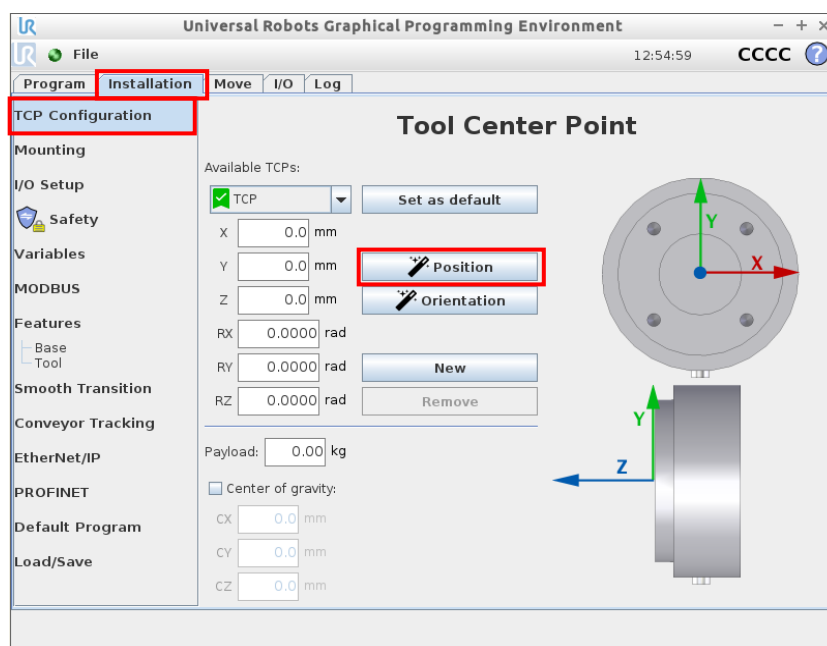 Universal Robots Graphical Programming Environment
File 12:54:59 CCCC ?
Program Installation Move I/O Log
TCP Configuration
Mounting
I/O Setup
Safety
Variables
MODBUS
Features
Base
Tool
Smooth Transition
Conveyor Tracking
EtherNet/IP
PROFINET
Default Program
Load/Save
Tool Center Point
Available TCPs:
TCP Set as default
X 0.0 mm
Y 0.0 mm Position
Z 0.0 mm Orientation
RX 0.0000 rad
RY 0.0000 rad New
RZ 0.0000 rad Remove
Payload: 0.00 kg
Center of gravity:
CX 0.0 mm
CY 0.0 mm
CZ 0.0 mm
Y
X
Y
Z